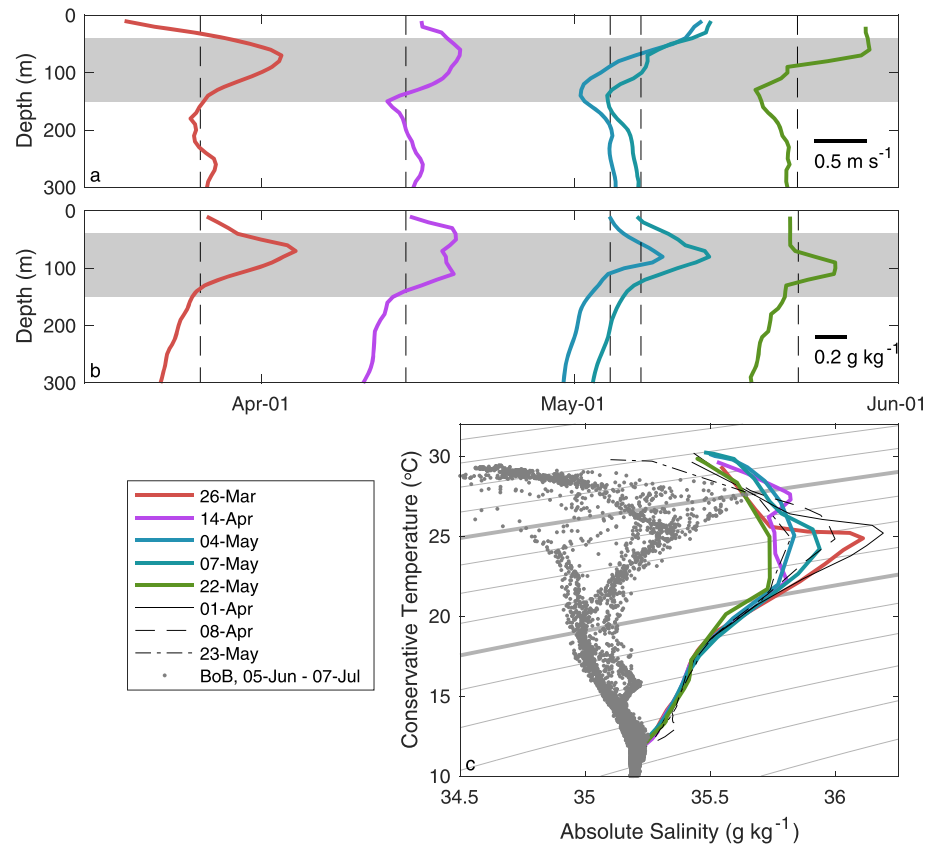 0
100
200
300
Depth (m)
a
0.5 m s⁻¹
0
100
200
300
Depth (m)
b
0.2 g kg⁻¹
Apr-01 May-01 Jun-01
26-Mar
14-Apr
04-May
07-May
22-May
01-Apr
08-Apr
23-May
BoB, 05-Jun - 07-Jul
30
25
20
15
10
Conservative Temperature (°C)
c
34.5 35 35.5 36
Absolute Salinity (g kg⁻¹)